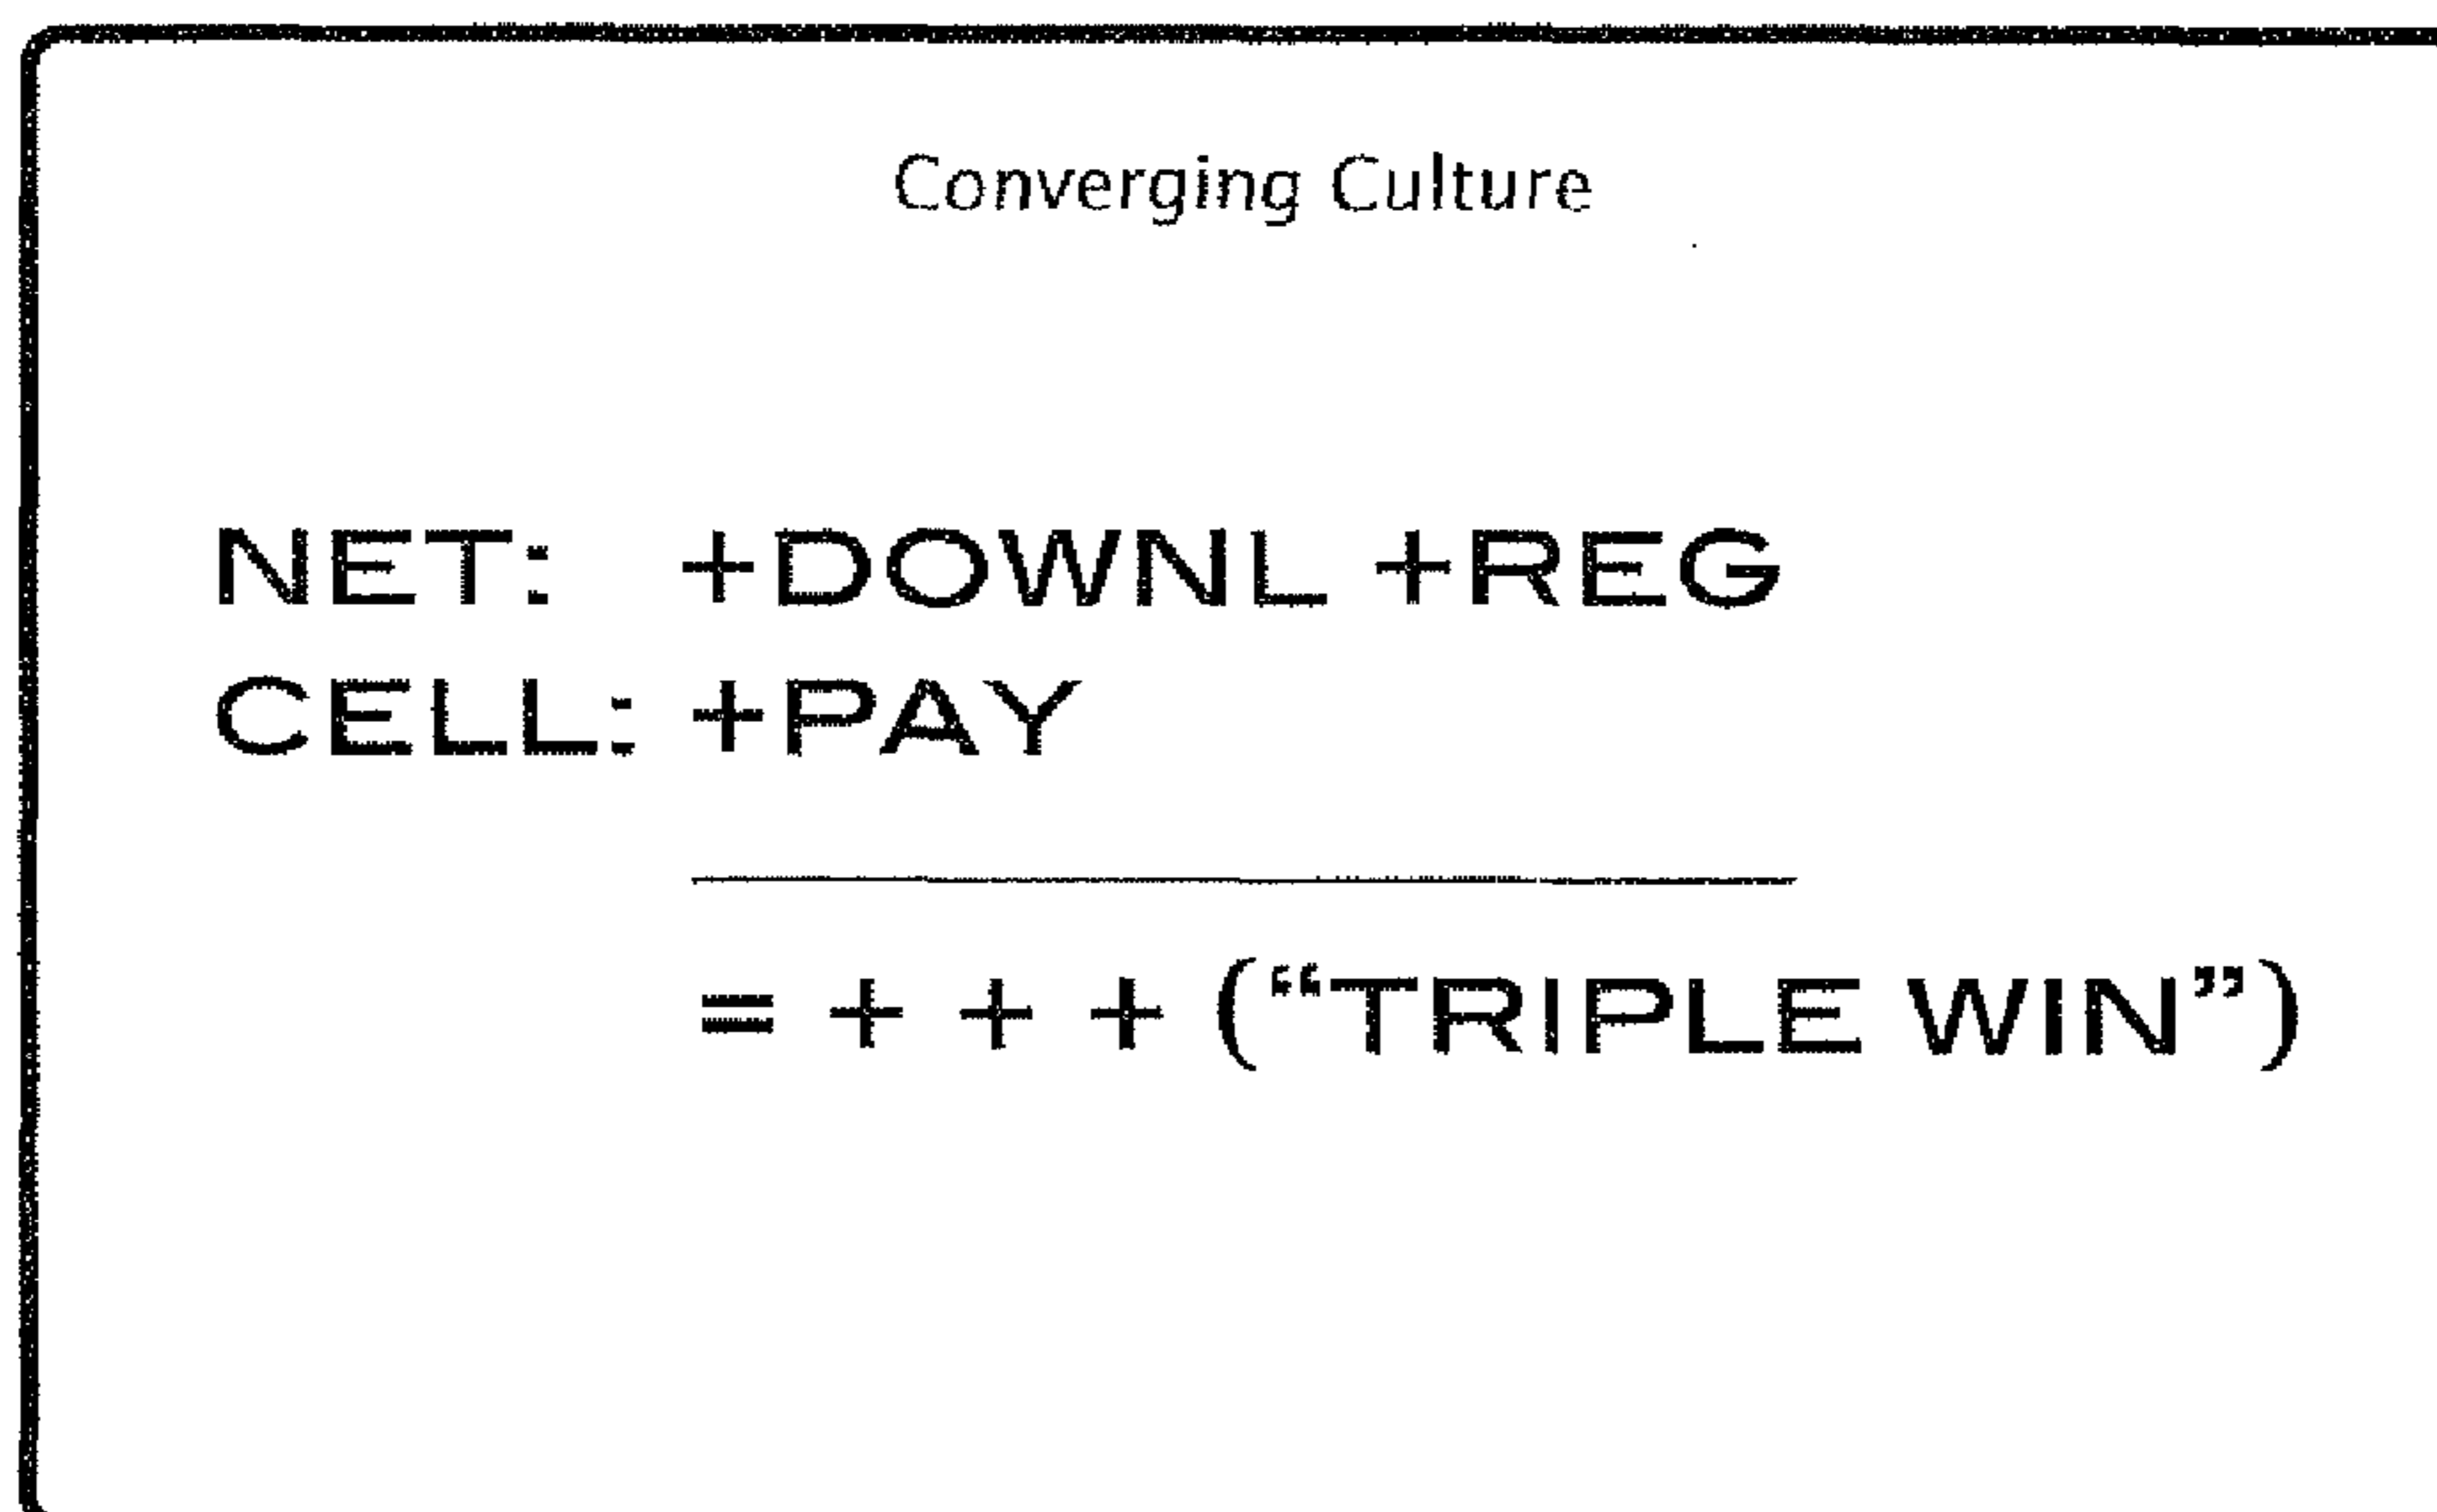 Converging Culture
NET: +DOWNL +REG
CELL: +PAY
= + + + (“TRIPLE WIN”)